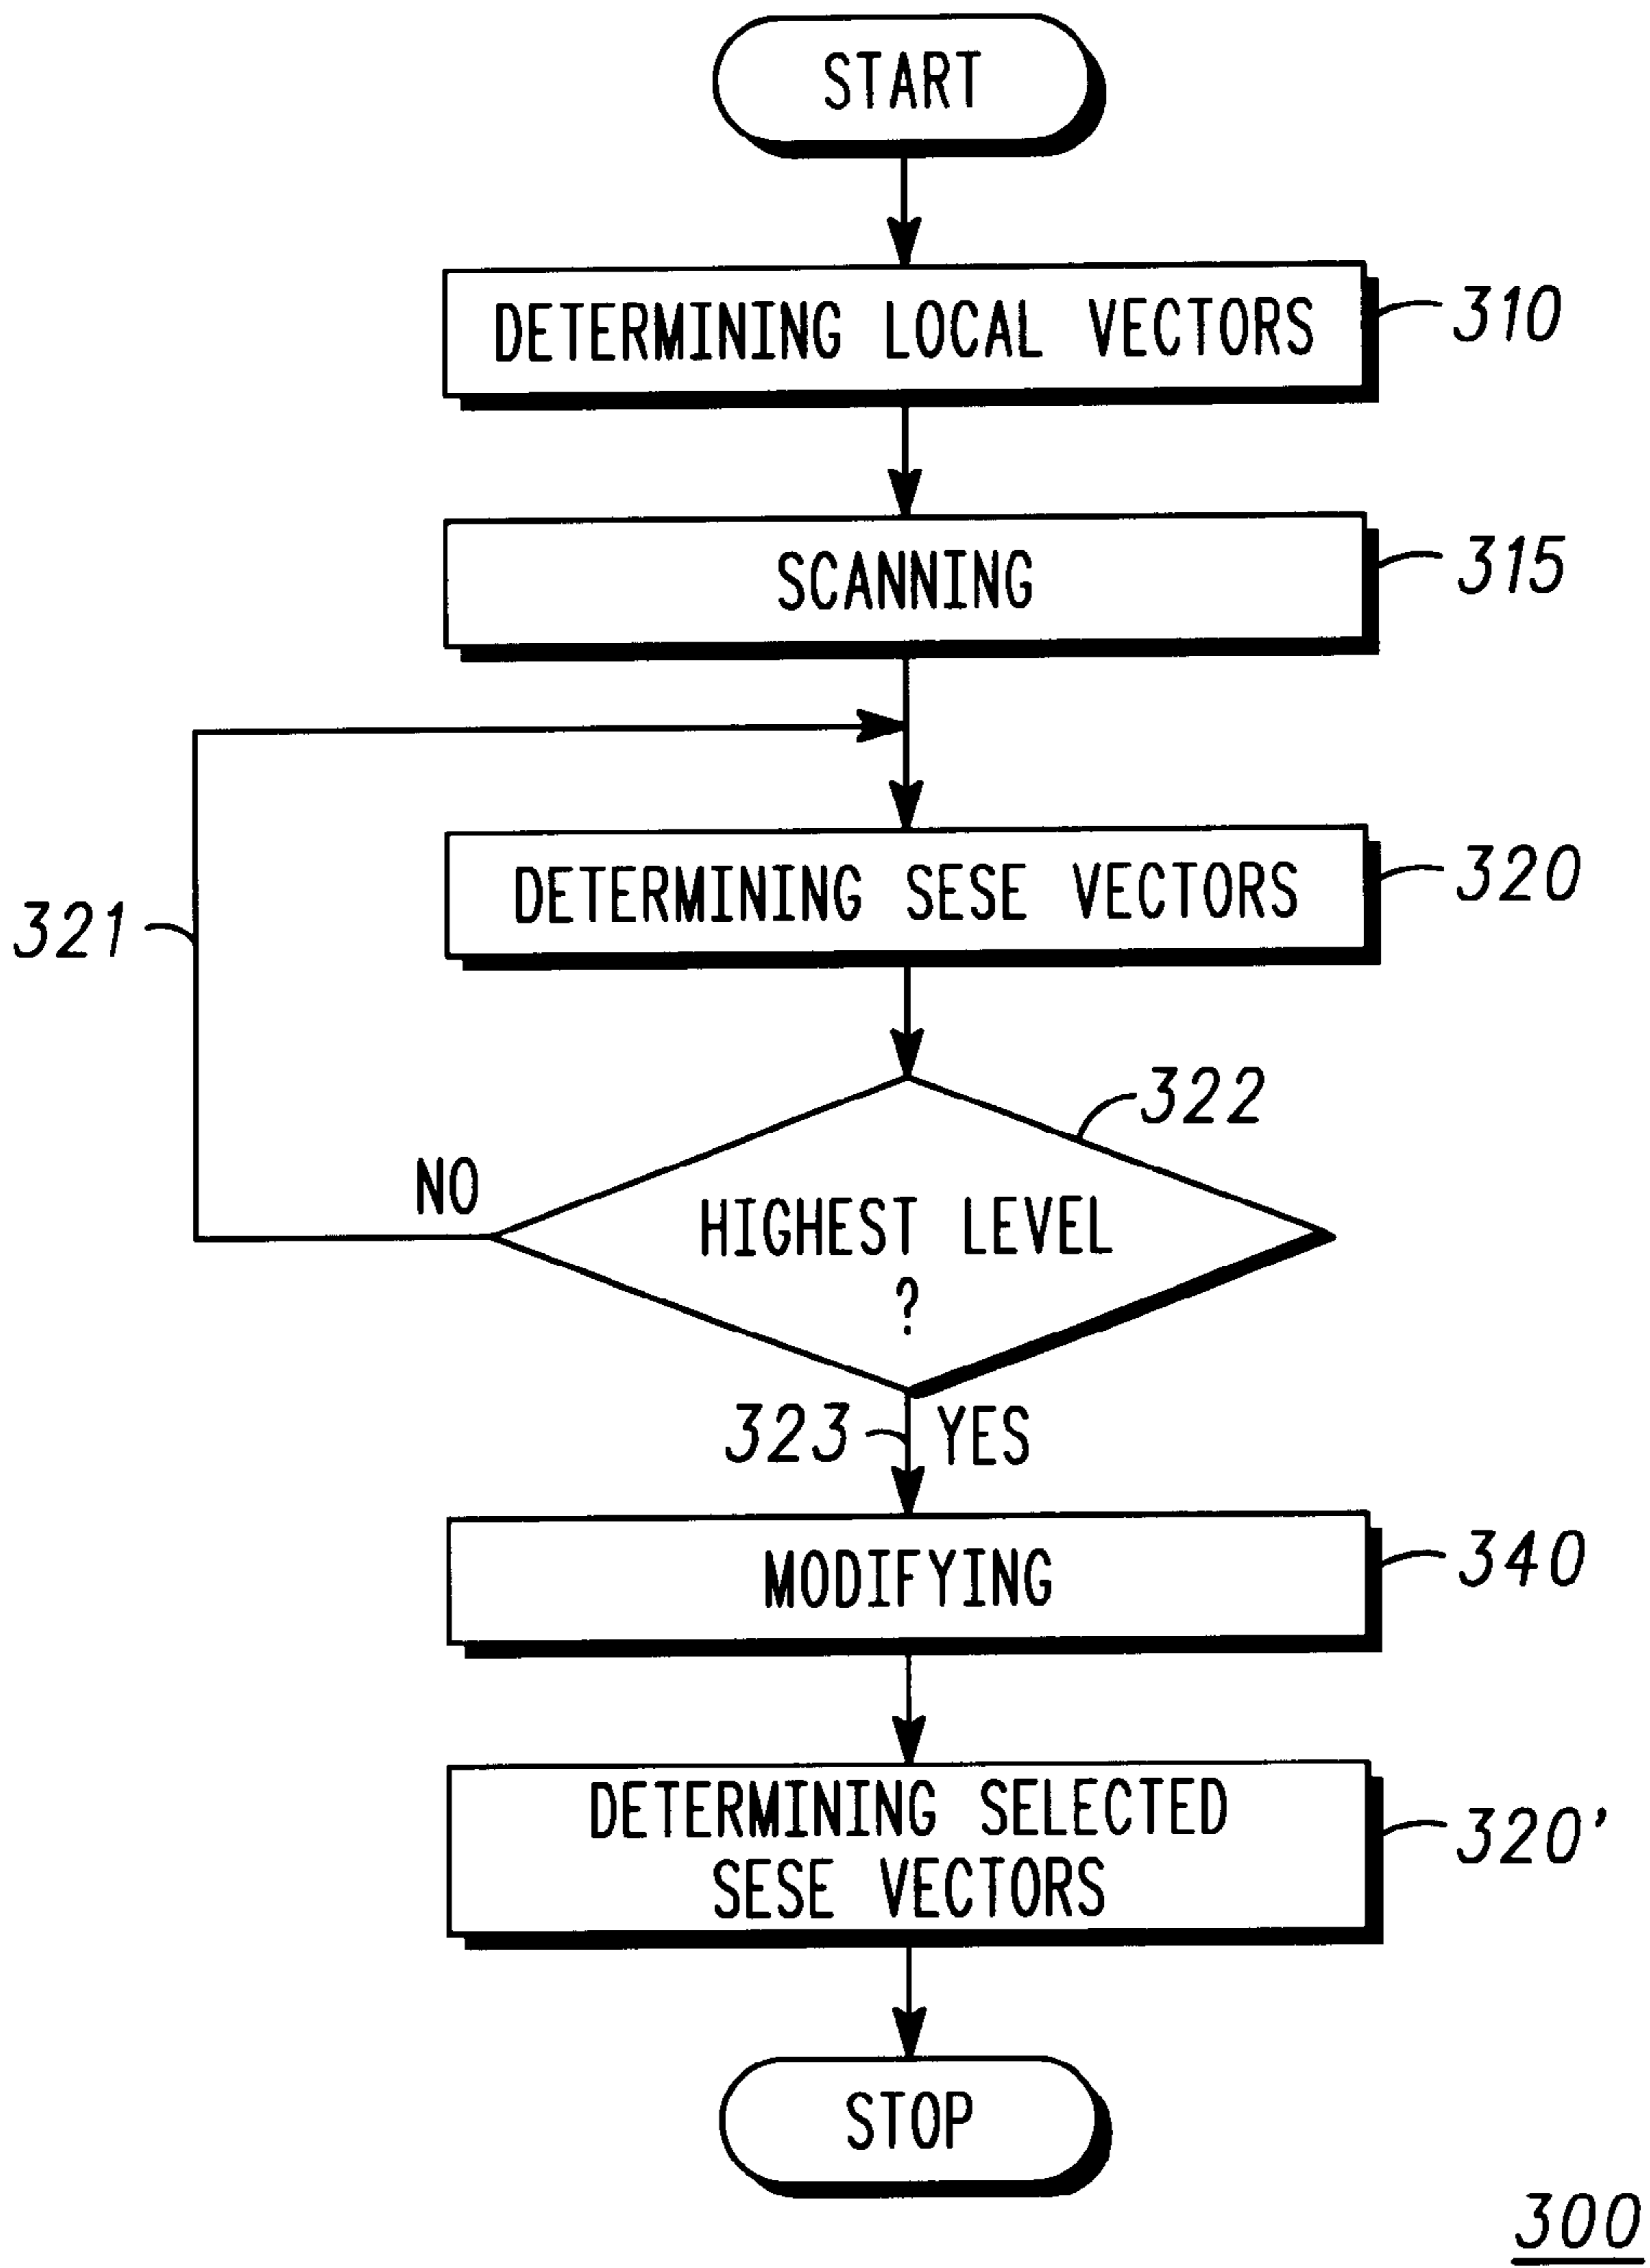 START
DETERMINING LOCAL VECTORS
310
SCANNING
315
DETERMINING SESE VECTORS
320
321
322
NO
HIGHEST LEVEL
?
323
YES
MODIFYING
340
DETERMINING SELECTED
SESE VECTORS
320'
STOP
300